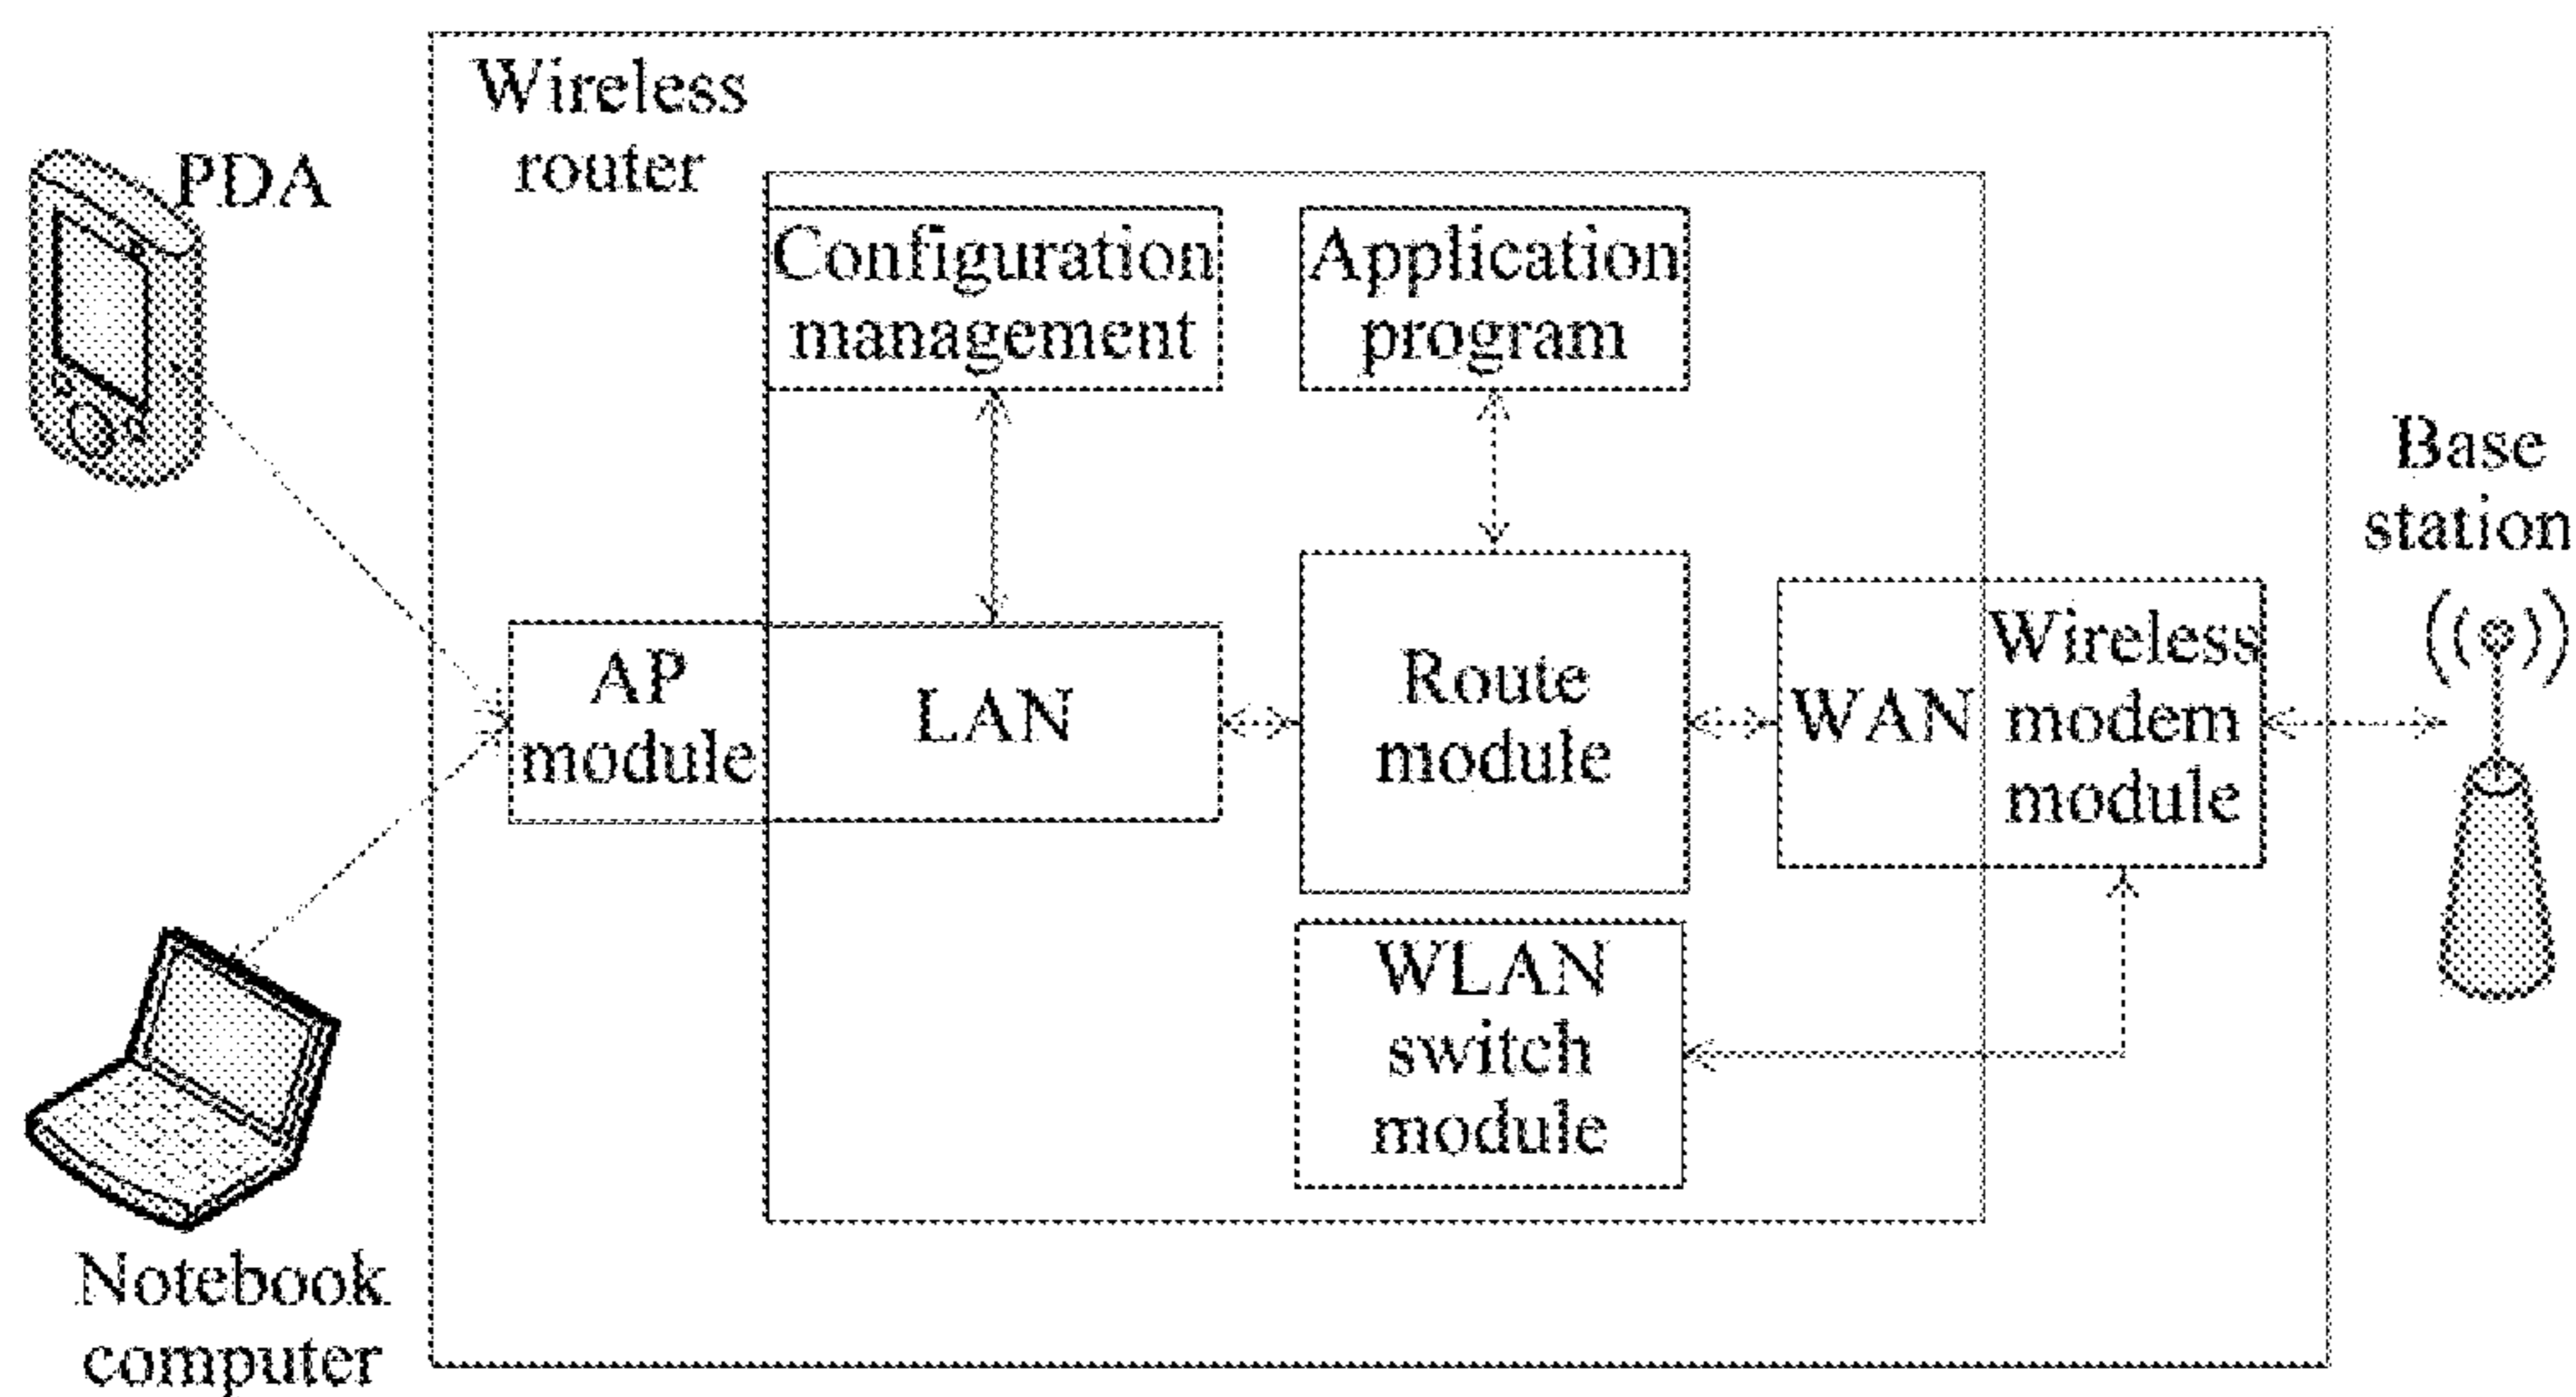 Wireless
router
PDA
Configuration
management
Application
program
Base
station
AP
module
LAN
Route
module
WAN
Wireless
modem
module
WLAN
switch
module
Notebook
computer